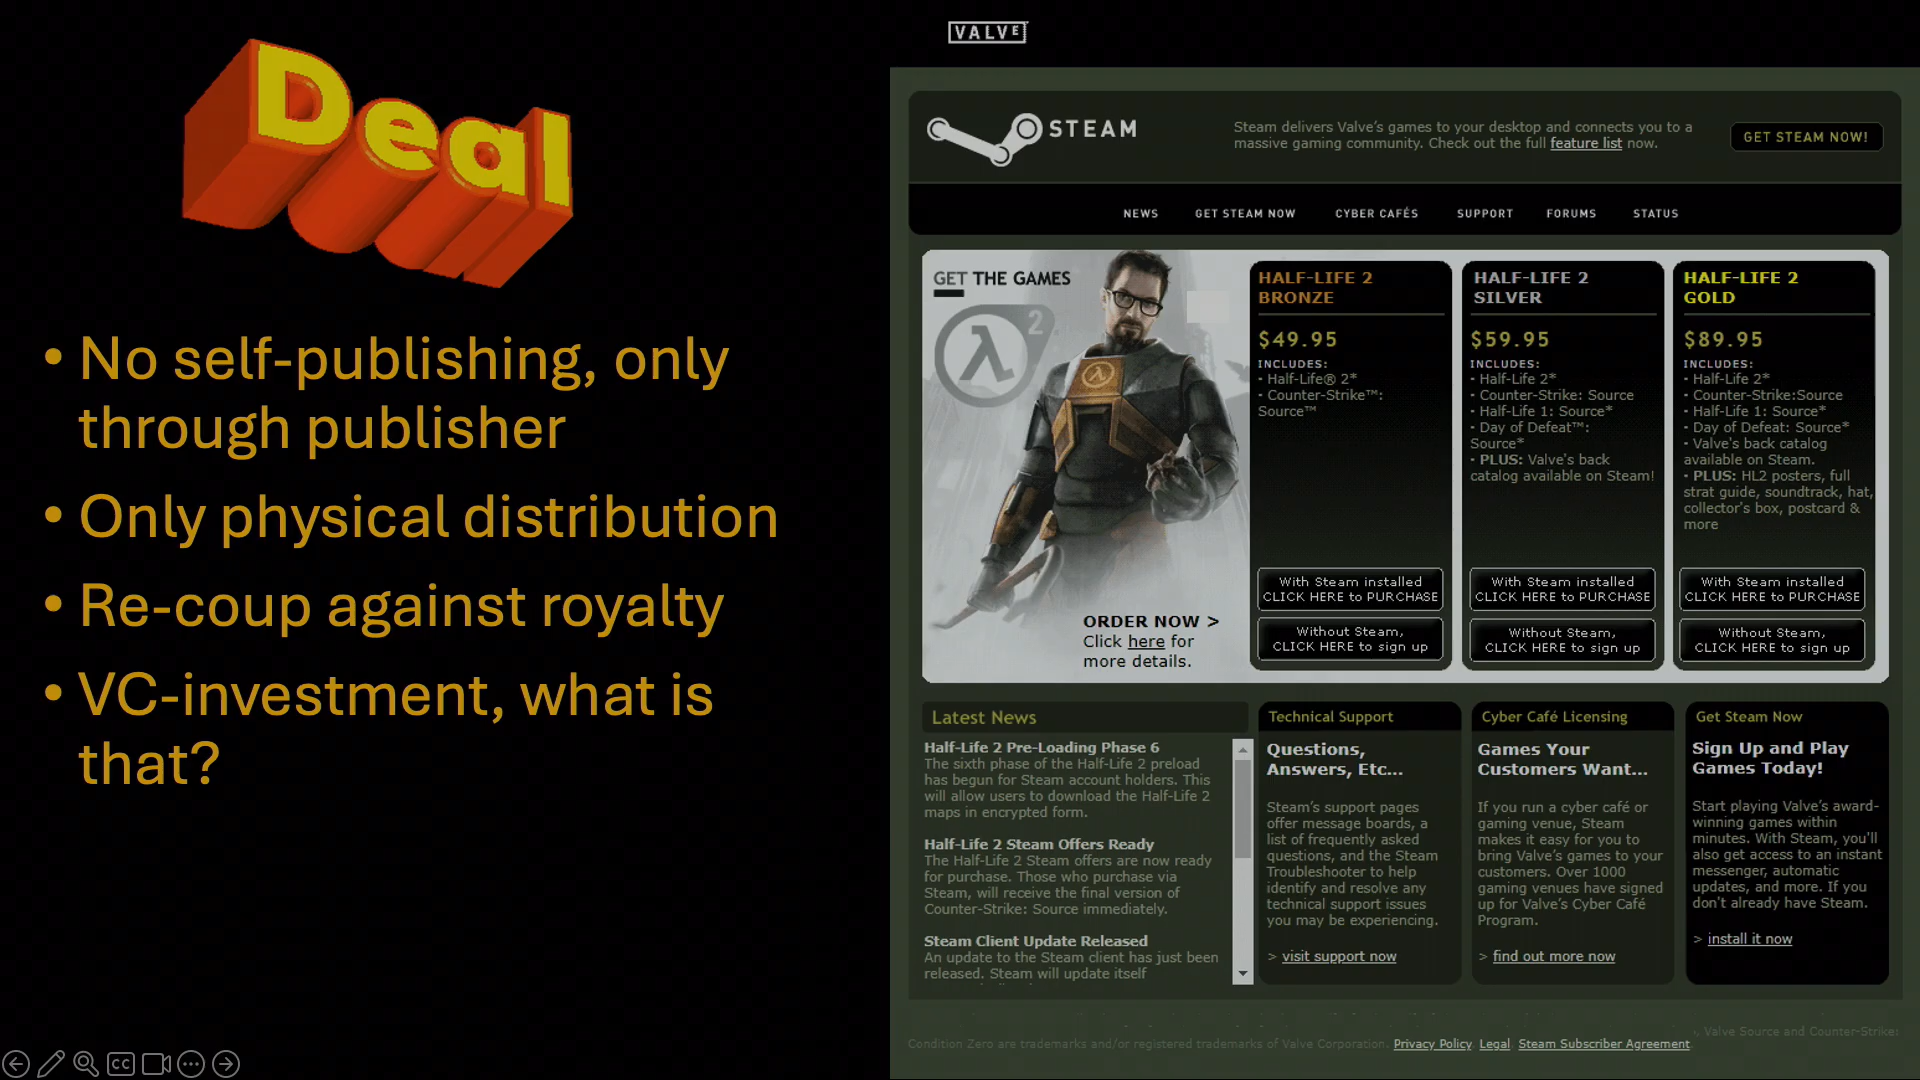 Deal
• No self-publishing, only
through publisher
• Only physical distribution
• Re-coup against royalty
• VC-investment, what is
that?
CC
VALVE
STEAM
Steam delivers Valve's games to your desktop and connects you to a
massive gaming community. Check out the full feature list now.
GET STEAM NOW!
NEWS GET STEAM NOW CYBER CAFÉS SUPPORT FORUMS STATUS
GET THE GAMES
2
ORDER NOW >
Click here for
more details.
HALF-LIFE 2
BRONZE
$49.95
INCLUDES:
• Half-Life® 2*
• Counter-Strike™:
Source™
With Steam installed
CLICK HERE to PURCHASE
Without Steam,
CLICK HERE to sign up
HALF-LIFE 2
SILVER
$59.95
INCLUDES:
• Half-Life 2*
• Counter-Strike: Source
• Half-Life 1: Source*
• Day of Defeat™:
Source*
• PLUS: Valve's back
catalog available on Steam!
With Steam installed
CLICK HERE to PURCHASE
Without Steam,
CLICK HERE to sign up
HALF-LIFE 2
GOLD
$89.95
INCLUDES:
• Half-Life 2*
• Counter-Strike:Source
• Half-Life 1: Source*
• Day of Defeat: Source*
• Valve's back catalog
available on Steam.
• PLUS: HL2 posters, full
strat guide, soundtrack, hat,
collector's box, postcard &
more
With Steam installed
CLICK HERE to PURCHASE
Without Steam,
CLICK HERE to sign up
Latest News
Half-Life 2 Pre-Loading Phase 6
The sixth phase of the Half-Life 2 preload
has begun for Steam account holders. This
will allow users to download the Half-Life 2
maps in encrypted form.
Half-Life 2 Steam Offers Ready
The Half-Life 2 Steam offers are now ready
for purchase. Those who purchase via
Steam, will receive the final version of
Counter-Strike: Source immediately.
Steam Client Update Released
An update to the Steam client has just been
released. Steam will update itself
Technical Support
Questions,
Answers, Etc...
Steam's support pages
offer message boards, a
list of frequently asked
questions, and the Steam
Troubleshooter to help
identify and resolve any
technical support issues
you may be experiencing.
> visit support now
Cyber Café Licensing
Games Your
Customers Want...
If you run a cyber café or
gaming venue, Steam
makes it easy for you to
bring Valve's games to your
customers. Over 1000
gaming venues have signed
up for Valve's Cyber Café
Program.
> find out more now
Get Steam Now
Sign Up and Play
Games Today!
Start playing Valve's award-
winning games within
minutes. With Steam, you'll
also get access to an instant
messenger, automatic
updates, and more. If you
don't already have Steam.
> install it now
, Valve Source and Counter-Strike:
Condition Zero are trademarks and/or registered trademarks of Valve Corporation. Privacy Policy. Legal. Steam Subscriber Agreement.